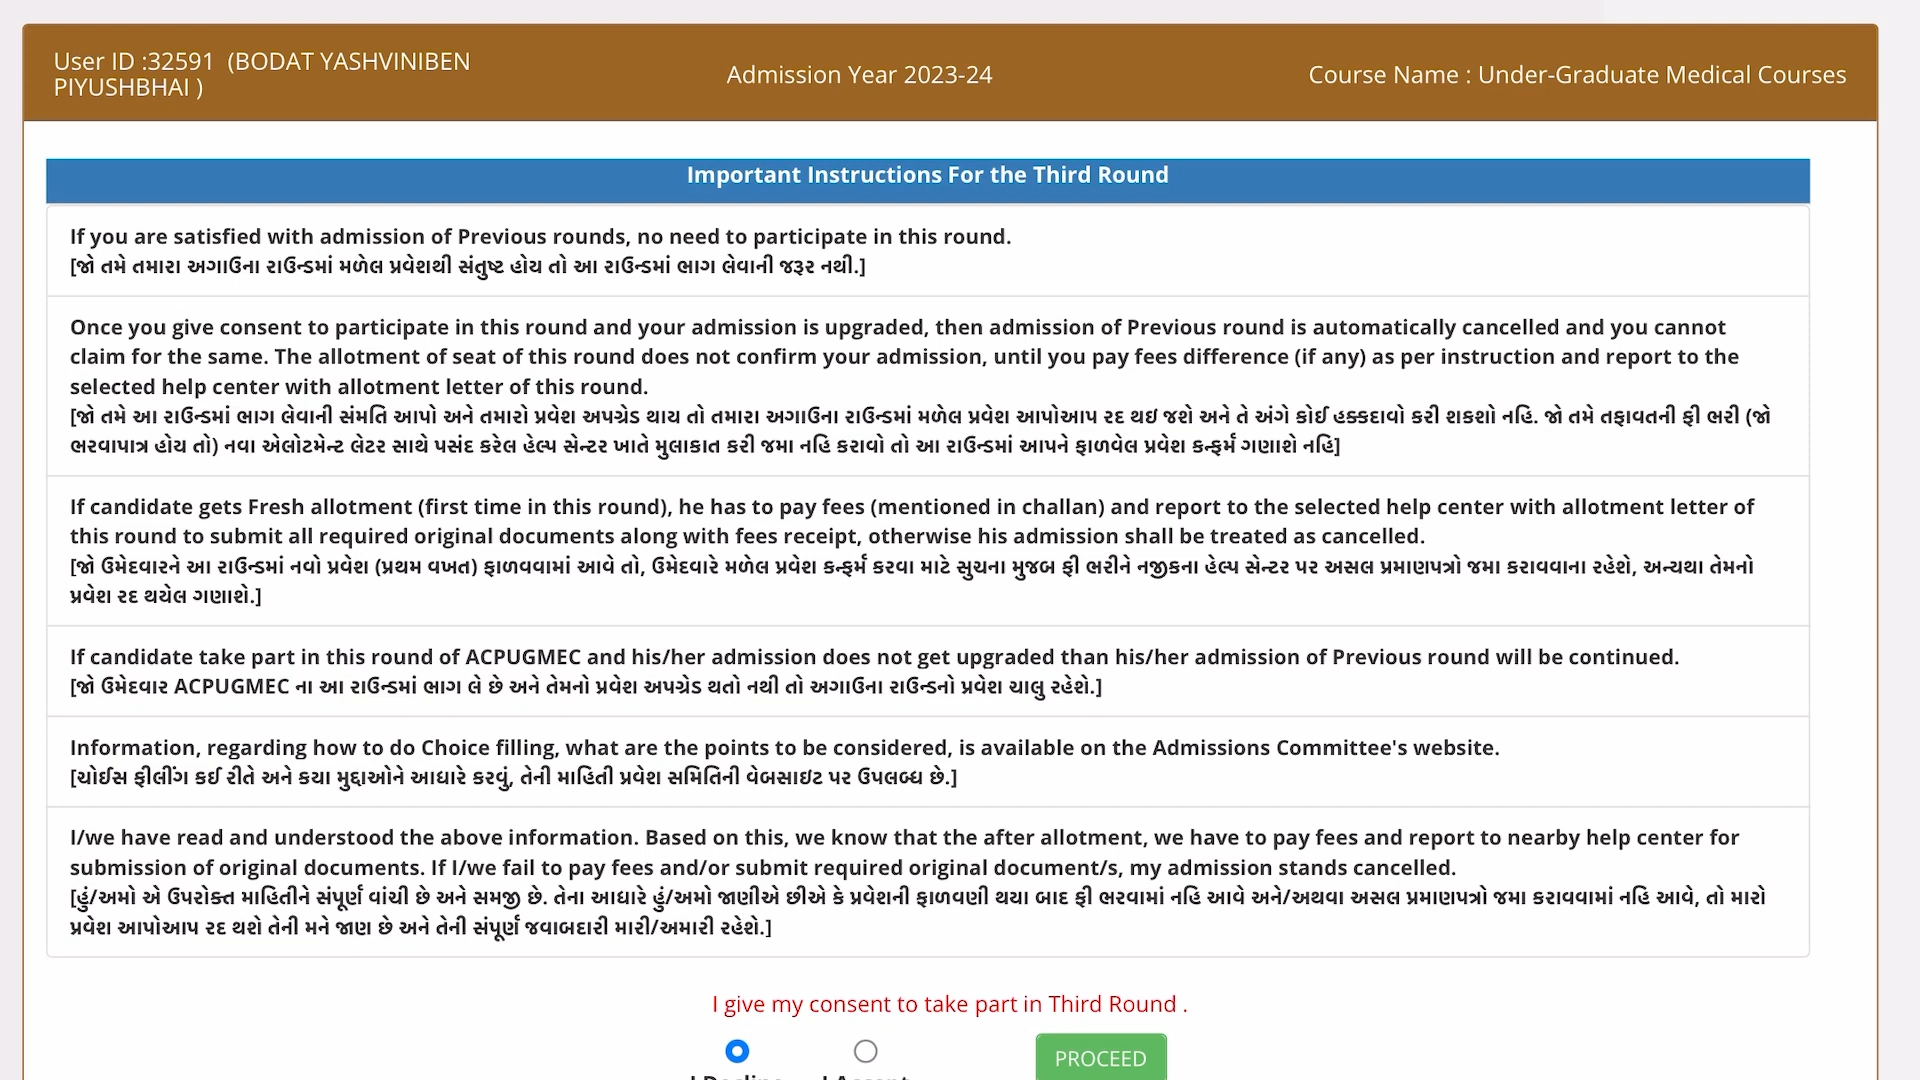 User ID :32591 (BODAT YASHVINIBEN
PIYUSHBHAI )
Admission Year 2023-24
Course Name : Under-Graduate Medical Courses
Important Instructions For the Third Round
If you are satisfied with admission of Previous rounds, no need to participate in this round.
[જો તમે તમારા અગાઉના રાઉન્ડમાં મળેલ પ્રવેશથી સંતુષ્ટ હોય તો આ રાઉન્ડમાં ભાગ લેવાની જરૂર નથી.]
Once you give consent to participate in this round and your admission is upgraded, then admission of Previous round is automatically cancelled and you cannot
claim for the same. The allotment of seat of this round does not confirm your admission, until you pay fees difference (if any) as per instruction and report to the
selected help center with allotment letter of this round.
[જો તમે આ રાઉન્ડમાં ભાગ લેવાની સંમતિ આપો અને તમારો પ્રવેશ અપગ્રેડ થાય તો તમારા અગાઉના રાઉન્ડમાં મળેલ પ્રવેશ આપોઆપ રદ થઇ જશે અને તે અંગે કોઈ હક્કદાવો કરી શકશો નહિ. જો તમે તફાવતની ફી ભરી (જો
ભરવાપાત્ર હોય તો) નવા એલોટમેન્ટ લેટર સાથે પસંદ કરેલ હેલ્પ સેન્ટર ખાતે મુલાકાત કરી જમા નહિ કરાવો તો આ રાઉન્ડમાં આપને ફાળવેલ પ્રવેશ કન્ફર્મ ગણાશે નહિ]
If candidate gets Fresh allotment (first time in this round), he has to pay fees (mentioned in challan) and report to the selected help center with allotment letter of
this round to submit all required original documents along with fees receipt, otherwise his admission shall be treated as cancelled.
[જો ઉમેદવારને આ રાઉન્ડમાં નવો પ્રવેશ (પ્રથમ વખત) ફાળવવામાં આવે તો, ઉમેદવારે મળેલ પ્રવેશ કન્ફર્મ કરવા માટે સુચના મુજબ ફી ભરીને નજીકના હેલ્પ સેન્ટર પર અસલ પ્રમાણપત્રો જમા કરાવવાના રહેશે, અન્યથા તેમનો
પ્રવેશ રદ થયેલ ગણાશે.]
If candidate take part in this round of ACPUGMEC and his/her admission does not get upgraded than his/her admission of Previous round will be continued.
[જો ઉમેદવાર ACPUGMEC ના આ રાઉન્ડમાં ભાગ લે છે અને તેમનો પ્રવેશ અપગ્રેડ થતો નથી તો અગાઉના રાઉન્ડનો પ્રવેશ ચાલુ રહેશે.]
Information, regarding how to do Choice filling, what are the points to be considered, is available on the Admissions Committee's website.
[ચોઈસ ફીલીંગ કઈ રીતે અને કયા મુદ્દાઓને આધારે કરવું, તેની માહિતી પ્રવેશ સમિતિની વેબસાઇટ પર ઉપલબ્ધ છે.]
I/we have read and understood the above information. Based on this, we know that the after allotment, we have to pay fees and report to nearby help center for
submission of original documents. If I/we fail to pay fees and/or submit required original document/s, my admission stands cancelled.
[હું/અમો એ ઉપરોક્ત માહિતીને સંપૂર્ણ વાંચી છે અને સમજી છે. તેના આધારે હું/અમો જાણીએ છીએ કે પ્રવેશની ફાળવણી થયા બાદ ફી ભરવામાં નહિ આવે અને/અથવા અસલ પ્રમાણપત્રો જમા કરાવવામાં નહિ આવે, તો મારો
પ્રવેશ આપોઆપ રદ થશે તેની મને જાણ છે અને તેની સંપૂર્ણ જવાબદારી મારી/અમારી રહેશે.]
I give my consent to take part in Third Round .
I Decline I Accept
PROCEED